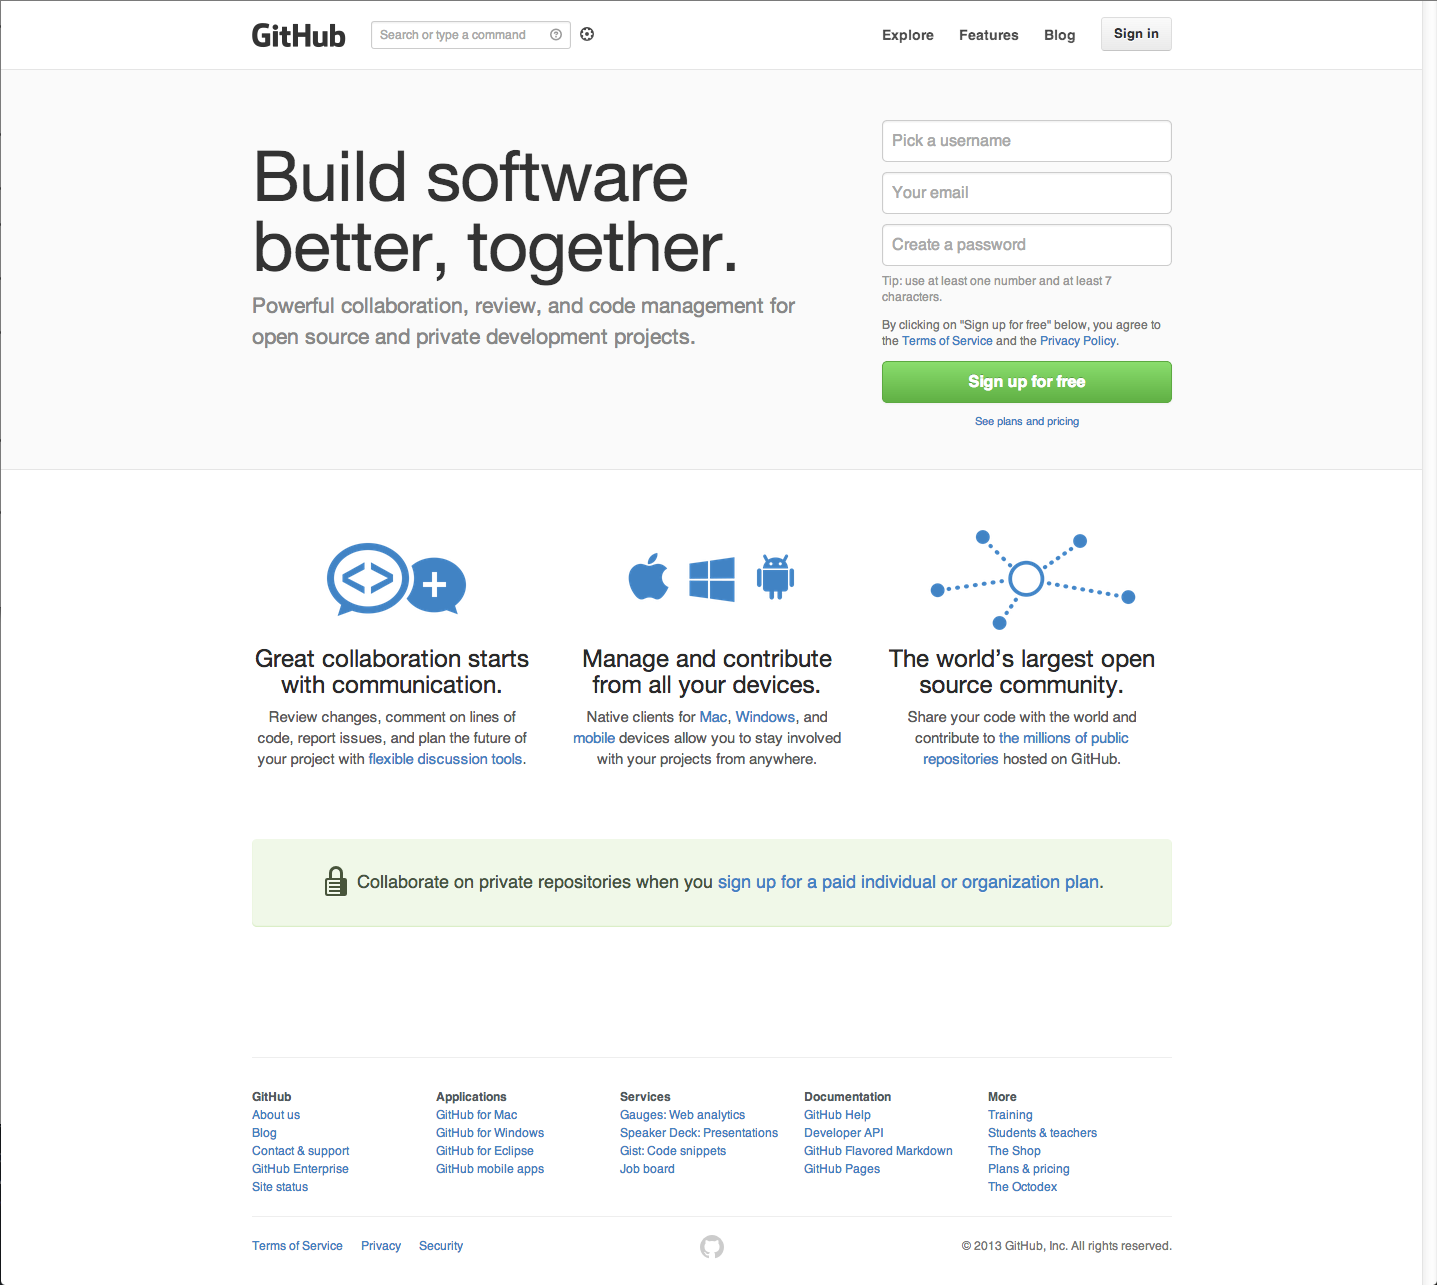 GitHub
Search or type a command
Explore Features Blog Sign in
Build software
better, together.
Powerful collaboration, review, and code management for
open source and private development projects.
Pick a username
Your email
Create a password
Tip: use at least one number and at least 7
characters.
By clicking on "Sign up for free" below, you agree to
the Terms of Service and the Privacy Policy.
Sign up for free
See plans and pricing
Great collaboration starts
with communication.
Review changes, comment on lines of
code, report issues, and plan the future of
your project with flexible discussion tools.
Manage and contribute
from all your devices.
Native clients for Mac, Windows, and
mobile devices allow you to stay involved
with your projects from anywhere.
The world’s largest open
source community.
Share your code with the world and
contribute to the millions of public
repositories hosted on GitHub.
Collaborate on private repositories when you sign up for a paid individual or organization plan.
GitHub
About us
Blog
Contact & support
GitHub Enterprise
Site status
Applications
GitHub for Mac
GitHub for Windows
GitHub for Eclipse
GitHub mobile apps
Services
Gauges: Web analytics
Speaker Deck: Presentations
Gist: Code snippets
Job board
Documentation
GitHub Help
Developer API
GitHub Flavored Markdown
GitHub Pages
More
Training
Students & teachers
The Shop
Plans & pricing
The Octodex
Terms of Service Privacy Security
© 2013 GitHub, Inc. All rights reserved.